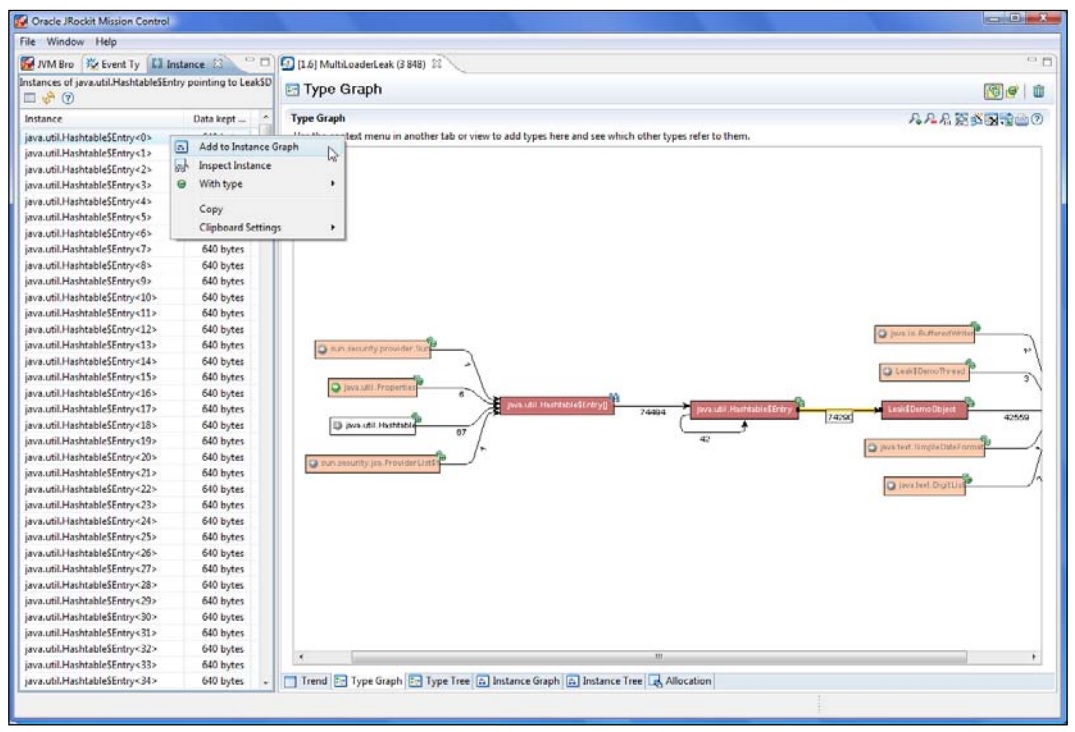 Oracle JRockit Mission Control
File Window Help
JVM Bro Event Ty Instance
Instances of java.util.Hashtable$Entry pointing to Leak$D
Instance Data kept ...
java.util.Hashtable$Entry<0>
java.util.Hashtable$Entry<1>
java.util.Hashtable$Entry<2>
java.util.Hashtable$Entry<3>
java.util.Hashtable$Entry<4>
java.util.Hashtable$Entry<5>
java.util.Hashtable$Entry<6>
java.util.Hashtable$Entry<7> 640 bytes
java.util.Hashtable$Entry<8> 640 bytes
java.util.Hashtable$Entry<9> 640 bytes
java.util.Hashtable$Entry<10> 640 bytes
java.util.Hashtable$Entry<11> 640 bytes
java.util.Hashtable$Entry<12> 640 bytes
java.util.Hashtable$Entry<13> 640 bytes
java.util.Hashtable$Entry<14> 640 bytes
java.util.Hashtable$Entry<15> 640 bytes
java.util.Hashtable$Entry<16> 640 bytes
java.util.Hashtable$Entry<17> 640 bytes
java.util.Hashtable$Entry<18> 640 bytes
java.util.Hashtable$Entry<19> 640 bytes
java.util.Hashtable$Entry<20> 640 bytes
java.util.Hashtable$Entry<21> 640 bytes
java.util.Hashtable$Entry<22> 640 bytes
java.util.Hashtable$Entry<23> 640 bytes
java.util.Hashtable$Entry<24> 640 bytes
java.util.Hashtable$Entry<25> 640 bytes
java.util.Hashtable$Entry<26> 640 bytes
java.util.Hashtable$Entry<27> 640 bytes
java.util.Hashtable$Entry<28> 640 bytes
java.util.Hashtable$Entry<29> 640 bytes
java.util.Hashtable$Entry<30> 640 bytes
java.util.Hashtable$Entry<31> 640 bytes
java.util.Hashtable$Entry<32> 640 bytes
java.util.Hashtable$Entry<33> 640 bytes
java.util.Hashtable$Entry<34> 640 bytes
Add to Instance Graph
Inspect Instance
With type
Copy
Clipboard Settings
[1.6] MultiLoaderLeak (3 848)
Type Graph
Type Graph
context menu in another tab or view to add types here and see which other types refer to them.
sun.security.provider.Sun
java.util.Properties
6
java.util.Hashtable
67
sun.security.jca.ProviderList$
java.util.Hashtable$Entry[]
74484
java.util.Hashtable$Entry
42
7429
Leak$DemoObject
42559
java.io.BufferedWriter
Leak$DemoThread
3
java.text.SimpleDateFormat
java.text.DigitList
Trend Type Graph Type Tree Instance Graph Instance Tree Allocation